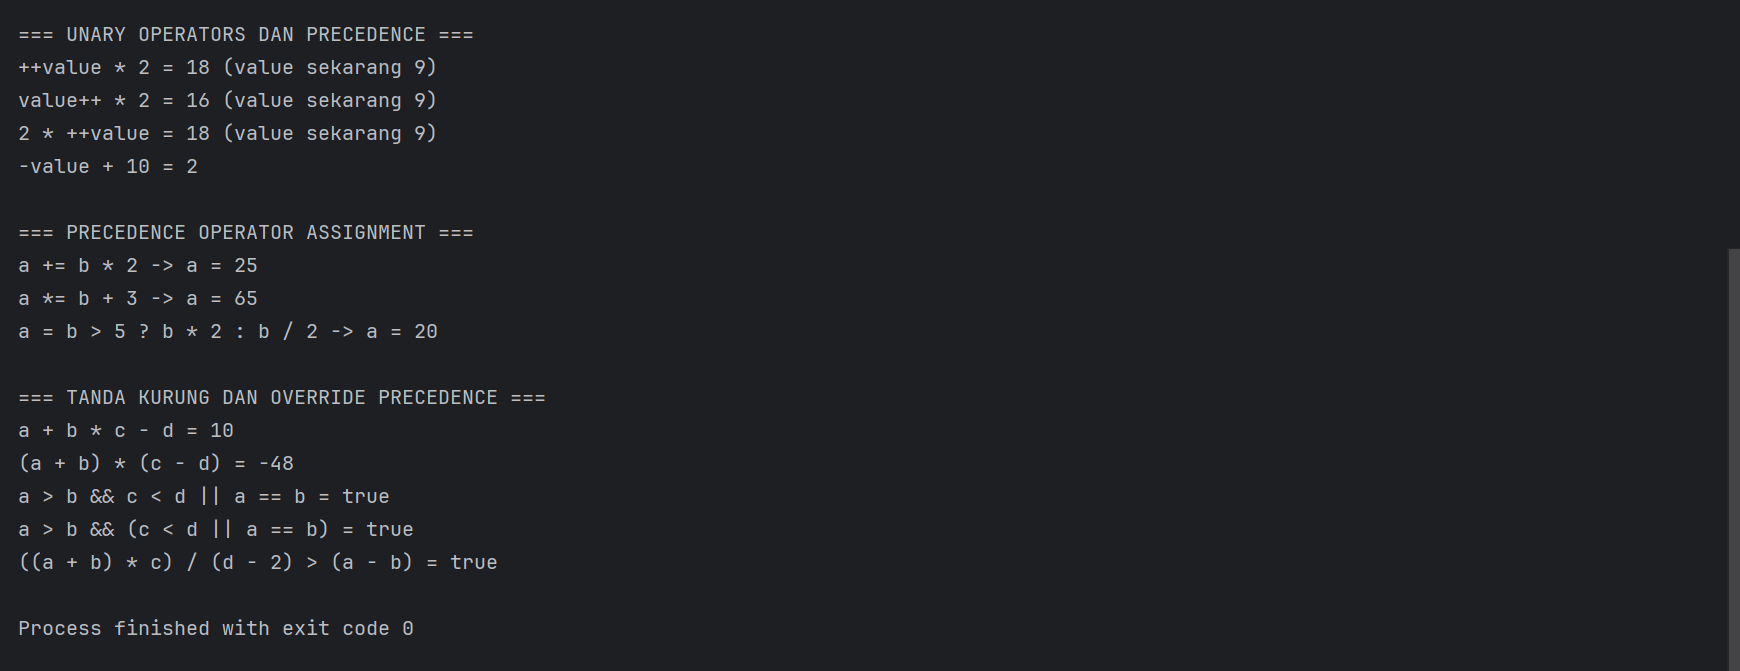 === UNARY OPERATORS DAN PRECEDENCE ===
++value * 2 = 18 (value sekarang 9)
value++ * 2 = 16 (value sekarang 9)
2 * ++value = 18 (value sekarang 9)
-value + 10 = 2
=== PRECEDENCE OPERATOR ASSIGNMENT ===
a += b * 2 -> a = 25
a *= b + 3 -> a = 65
a = b > 5 ? b * 2 : b / 2 -> a = 20
=== TANDA KURUNG DAN OVERRIDE PRECEDENCE ===
a + b * c - d = 10
(a + b) * (c - d) = -48
a > b && c < d || a == b = true
a > b && (c < d || a == b) = true
((a + b) * c) / (d - 2) > (a - b) = true
Process finished with exit code 0